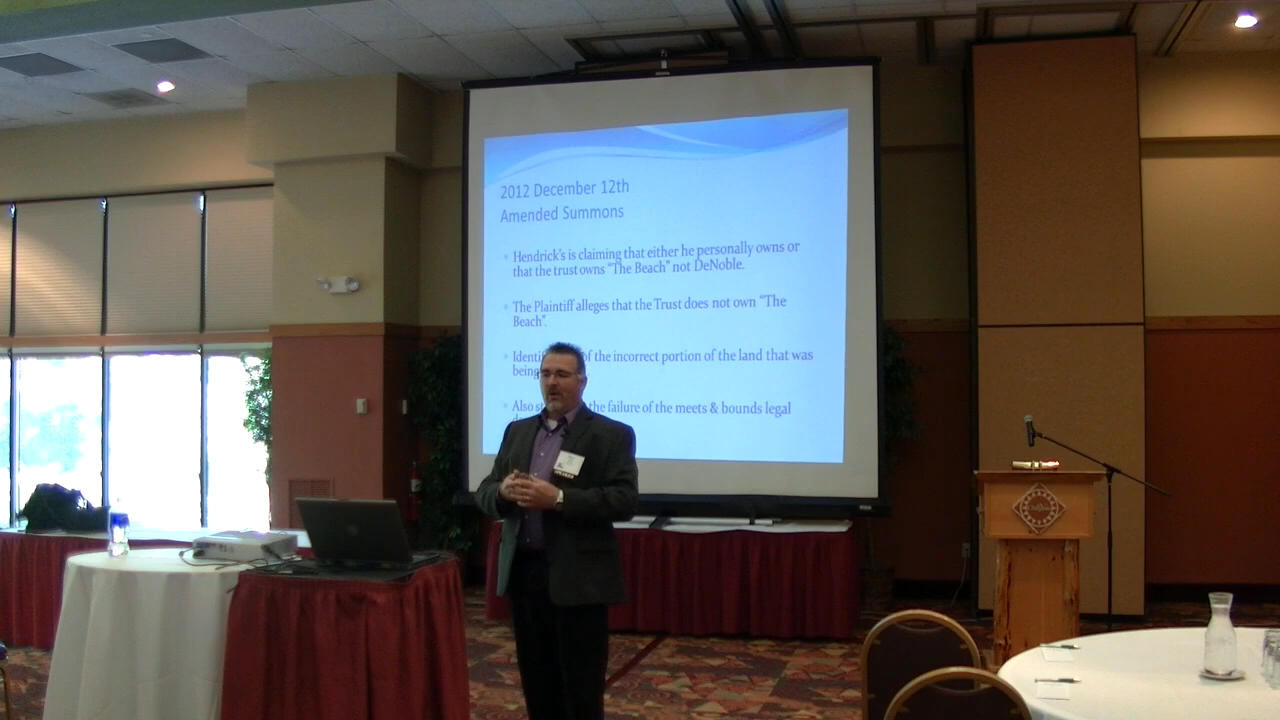 2012 December 12th
Amended Summons
Hendrick's is claiming that either he personally owns or
that the trust owns "The Beach" not DeNoble.
The Plaintiff alleges that the Trust does not own "The
Beach".
of the incorrect portion of the land that was
being
Also the failure of the meets & bounds legal